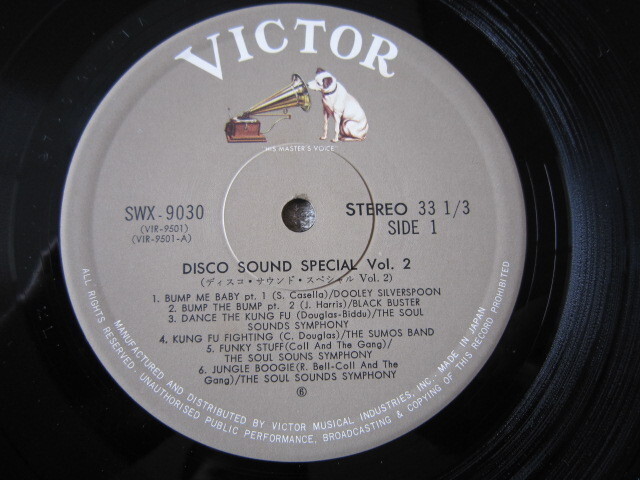 VICTOR
"HIS MASTER'S VOICE"
SWX-9030
(VIR-9501)
(VIR-9501-A)
STEREO 33 1/3
SIDE 1
DISCO SOUND SPECIAL Vol. 2
(ディスコ・サウンド・スペシャル Vol. 2)
1. BUMP ME BABY pt. 1 (S. Casella)/DOOLEY SILVERSPOON
2. BUMP THE BUMP pt. 2 (J. Harris)/BLACK BUSTER
3. DANCE THE KUNG FU (Douglas-Biddu)/THE SOUL
SOUNDS SYMPHONY
4. KUNG FU FIGHTING (C. Douglas)/THE SUMOS BAND
5. FUNKY STUFF(Coll And The Gang)/
THE SOUL SOUNS SYMPHONY
6. JUNGLE BOOGIE(R. Bell-Coll And The
Gang)/THE SOUL SOUNDS SYMPHONY
⑥
MANUFACTURED AND DISTRIBUTED BY VICTOR MUSICAL INDUSTRIES, INC. · MADE IN JAPAN
ALL RIGHTS RESERVED · UNAUTHORISED PUBLIC PERFORMANCE, BROADCASTING & COPYING OF THIS RECORD PROHIBITED